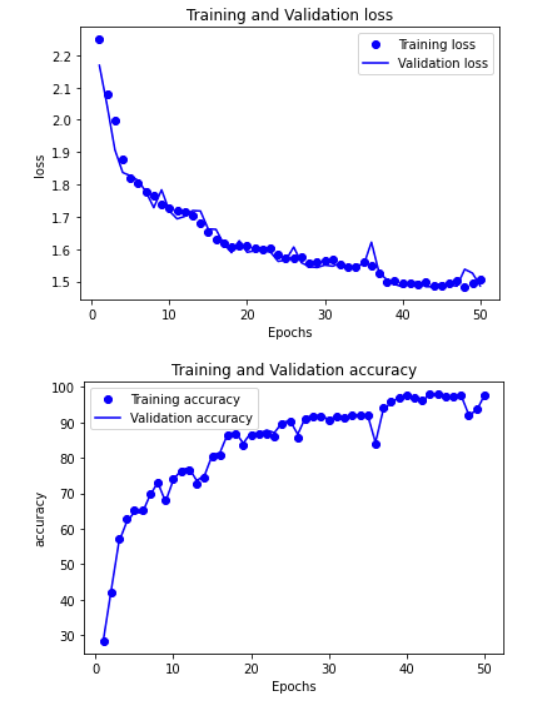 Training and Validation loss
Training loss
Validation loss
2.2
2.1
2.0
1.9
1.8
1.7
1.6
1.5
loss
0 10 20 30 40 50
Epochs
Training and Validation accuracy
Training accuracy
Validation accuracy
100
90
80
70
60
50
40
30
accuracy
0 10 20 30 40 50
Epochs